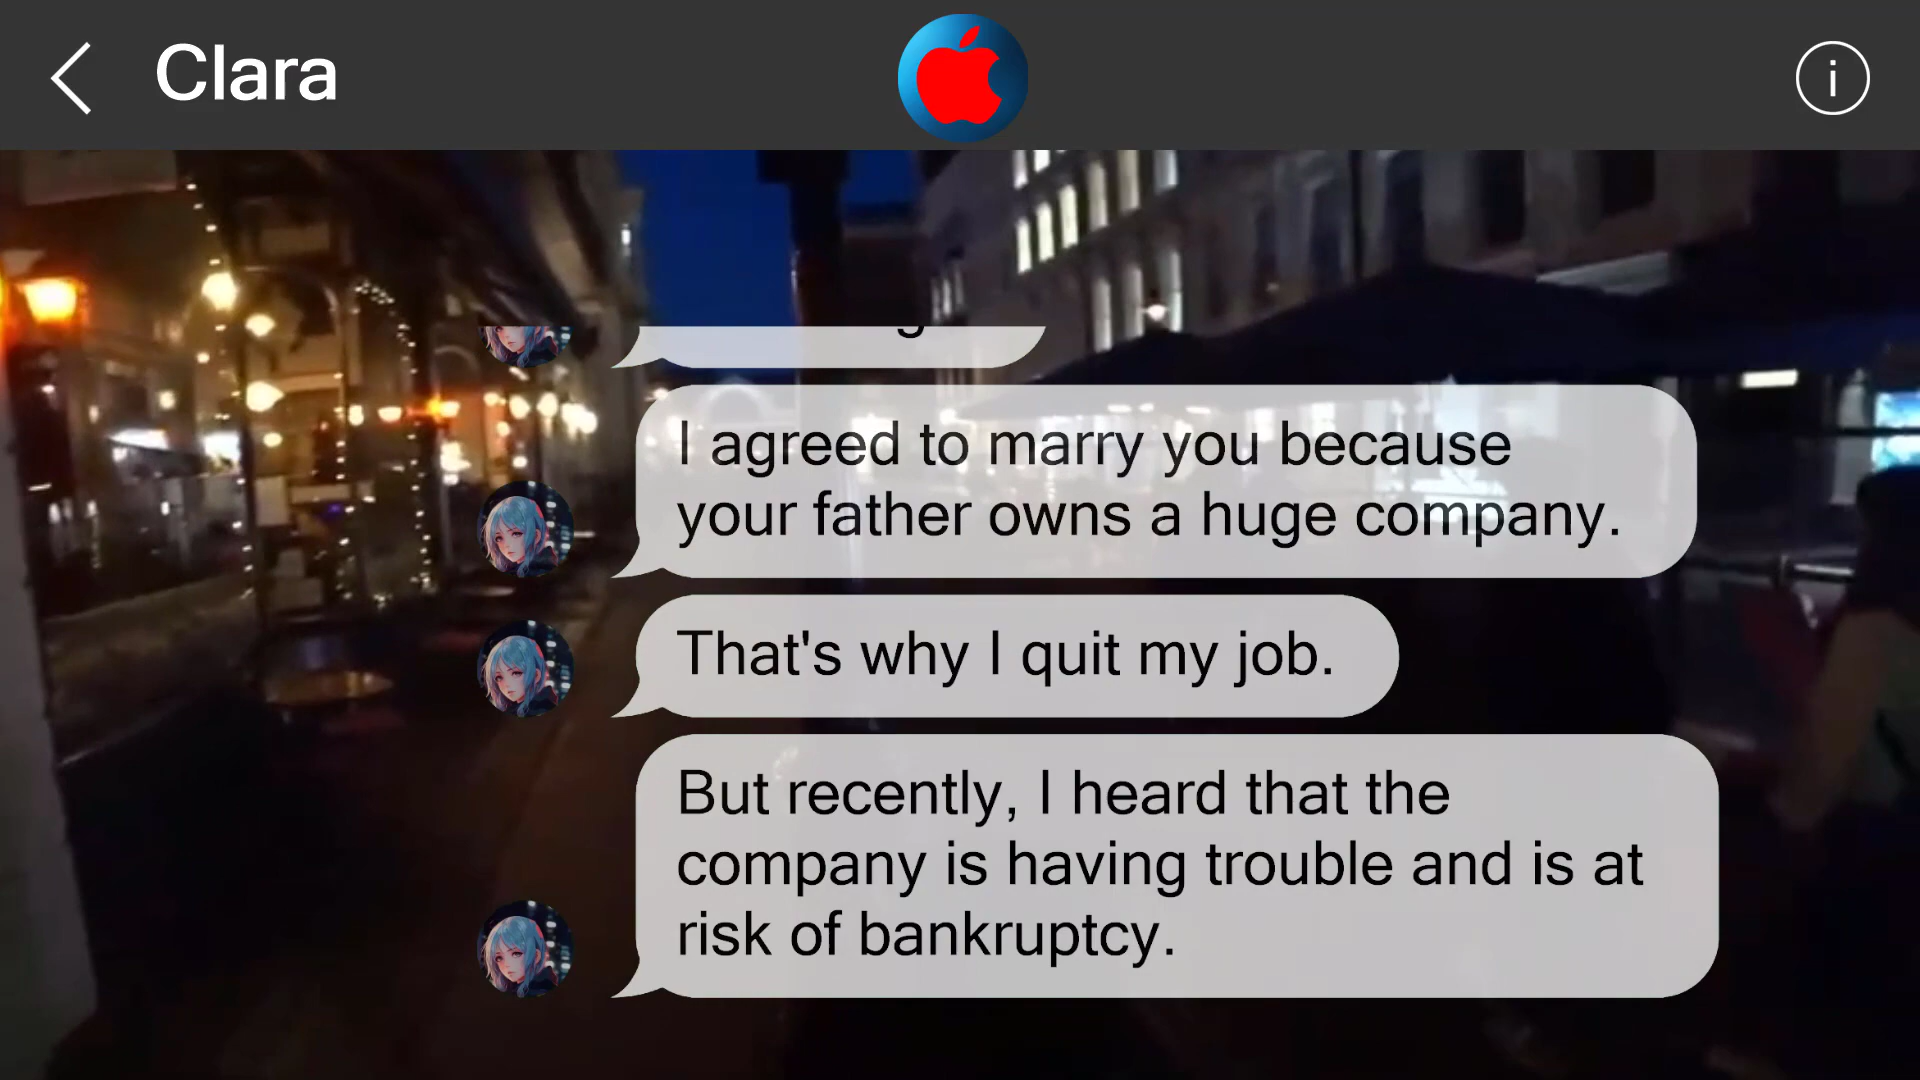 Clara
i
I agreed to marry you because
your father owns a huge company.
That's why I quit my job.
But recently, I heard that the
company is having trouble and is at
risk of bankruptcy.